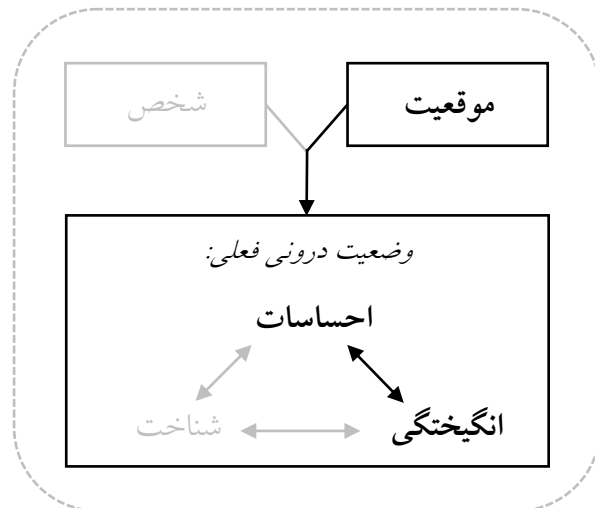 موقعیت
شخص
وضعیت درونی فعلی:
احساسات
انگیختگی
شناخت